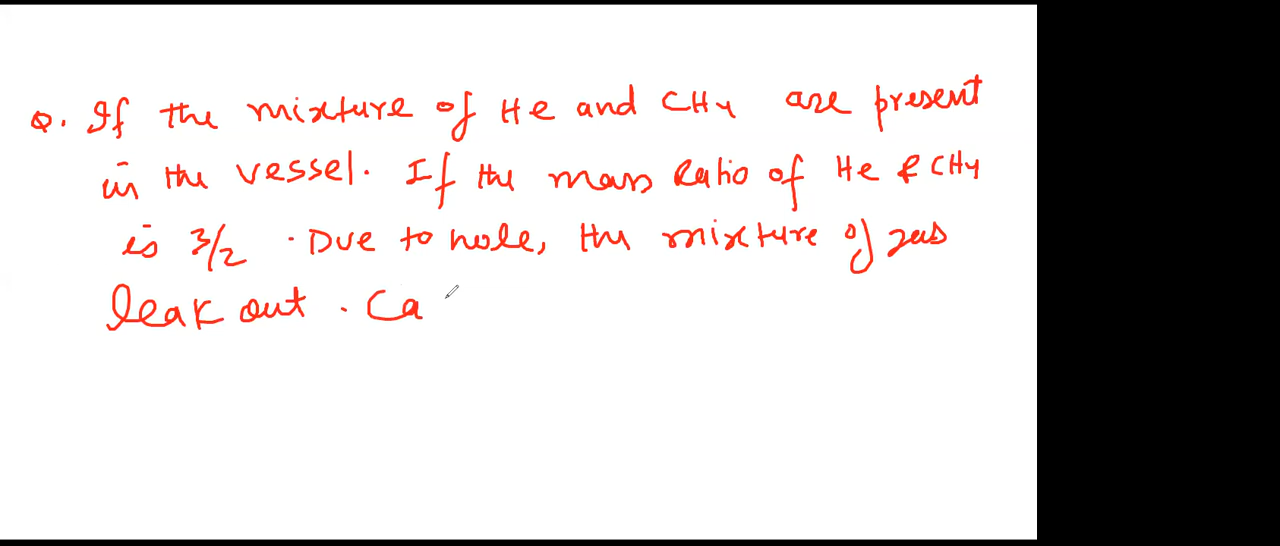 Q. If the mixture of He and CH4 are present
in the vessel. If the mass Ratio of He & CH4
is 3/2 . Due to hole, the mixture of gas
leak out . Ca